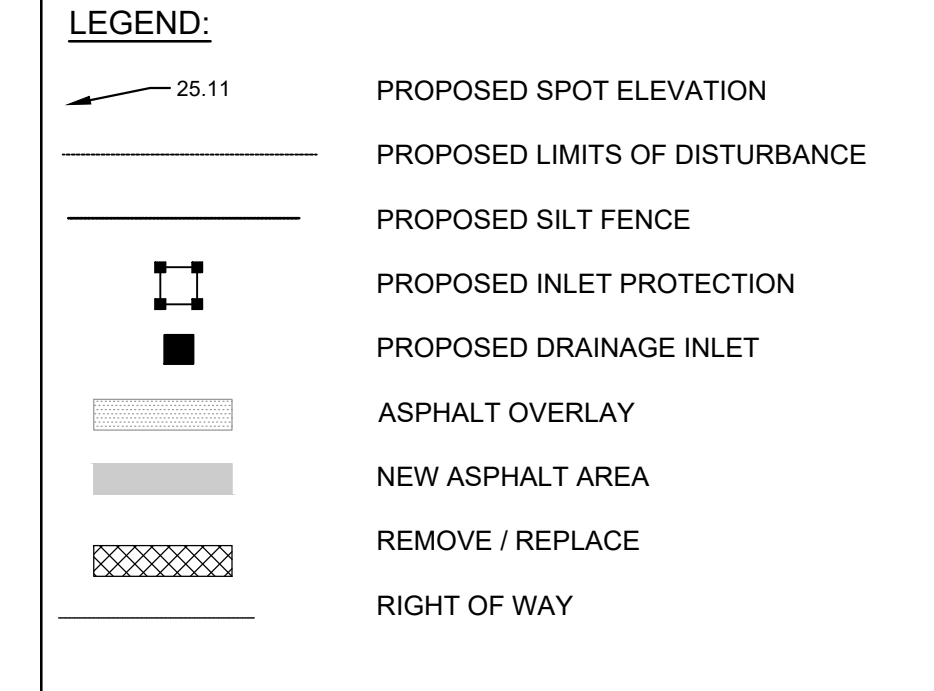 LEGEND:
25.11 PROPOSED SPOT ELEVATION
PROPOSED LIMITS OF DISTURBANCE
PROPOSED SILT FENCE
PROPOSED INLET PROTECTION
PROPOSED DRAINAGE INLET
ASPHALT OVERLAY
NEW ASPHALT AREA
REMOVE / REPLACE
RIGHT OF WAY